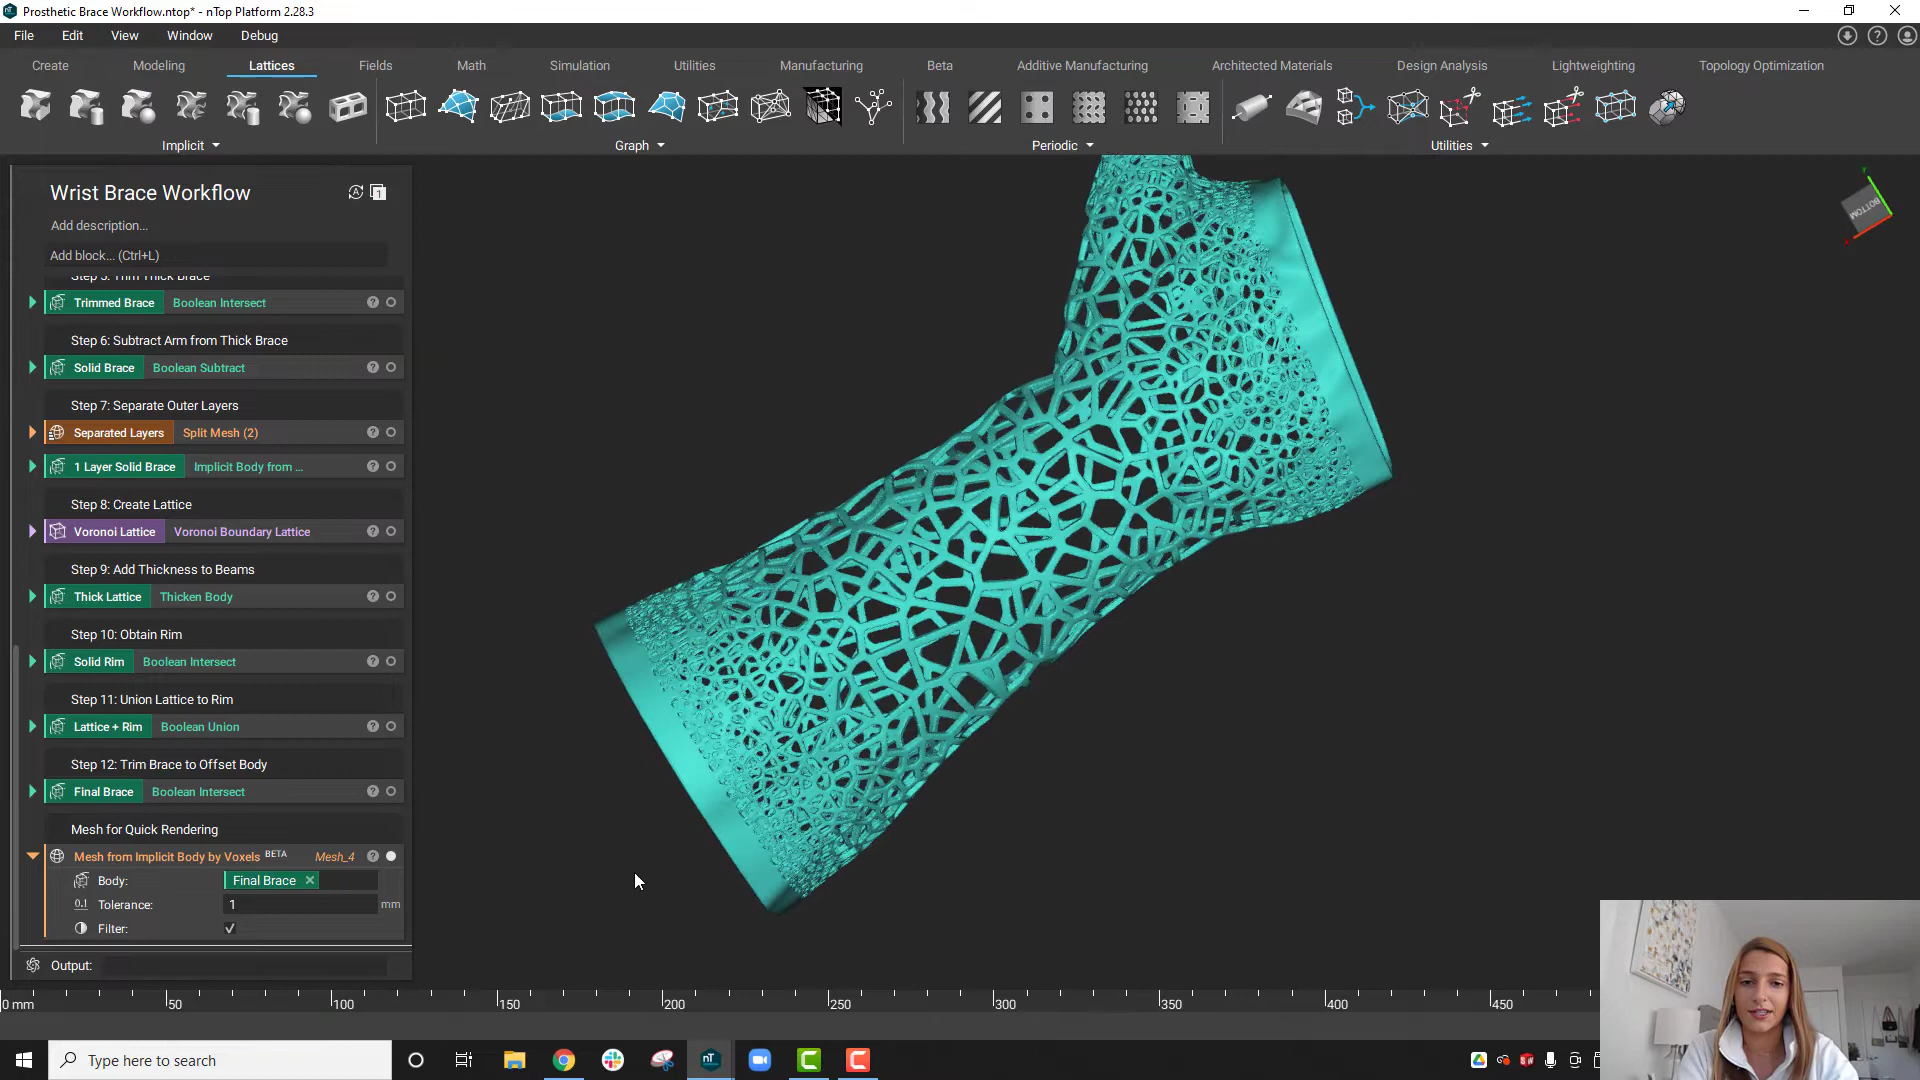 Prosthetic Brace Workflow.ntop* - nTop Platform 2.28.3
File Edit View Window Debug
Create Modeling Lattices Fields Math Simulation Utilities Manufacturing Beta Additive Manufacturing Architected Materials Design Analysis Lightweighting Topology Optimization
Implicit Graph Periodic Utilities
BOTTOM
Wrist Brace Workflow
Add description...
Add block... (Ctrl+L)
Step 5: Trim Thick Brace
Trimmed Brace Boolean Intersect
Step 6: Subtract Arm from Thick Brace
Solid Brace Boolean Subtract
Step 7: Separate Outer Layers
Separated Layers Split Mesh (2)
1 Layer Solid Brace Implicit Body from ...
Step 8: Create Lattice
Voronoi Lattice Voronoi Boundary Lattice
Step 9: Add Thickness to Beams
Thick Lattice Thicken Body
Step 10: Obtain Rim
Solid Rim Boolean Intersect
Step 11: Union Lattice to Rim
Lattice + Rim Boolean Union
Step 12: Trim Brace to Offset Body
Final Brace Boolean Intersect
Mesh for Quick Rendering
Mesh from Implicit Body by Voxels BETA Mesh_4
Body: Final Brace
0.1 Tolerance: 1 mm
Filter:
Output:
0 mm 50 100 150 200 250 300 350 400 450
Type here to search